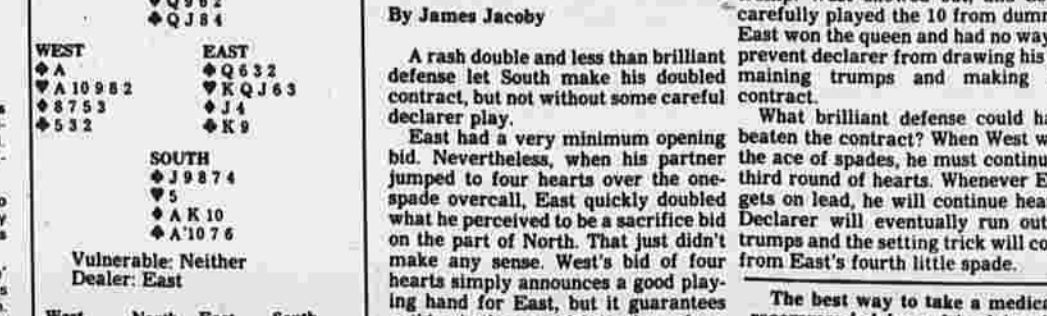 ♣ Q J 8 4
WEST EAST
♠ A ♠ Q 6 3 2
♥ A 10 9 8 2 ♥ K Q J 6 3
♦ 8 7 5 3 ♦ J 4
♣ 5 3 2 ♣ K 9
SOUTH
♠ J 9 8 7 4
♥ 5
♦ A K 10
♣ A 10 7 6
Vulnerable: Neither
Dealer: East
West North East South
By James Jacoby
A rash double and less than brilliant
defense let South make his doubled
contract, but not without some careful
declarer play.
East had a very minimum opening
bid. Nevertheless, when his partner
jumped to four hearts over the one-
spade overcall, East quickly doubled
what he perceived to be a sacrifice bid
on the part of North. That just didn't
make any sense. West's bid of four
hearts simply announces a good play-
ing hand for East, but it guarantees
carefully played the 10 from dum
East won the queen and had no way
prevent declarer from drawing his
maining trumps and making
contract.
What brilliant defense could ha
beaten the contract? When West w
the ace of spades, he must continu
third round of hearts. Whenever E
gets on lead, he will continue hea
Declarer will eventually run out
trumps and the setting trick will co
from East's fourth little spade.
The best way to take a medica